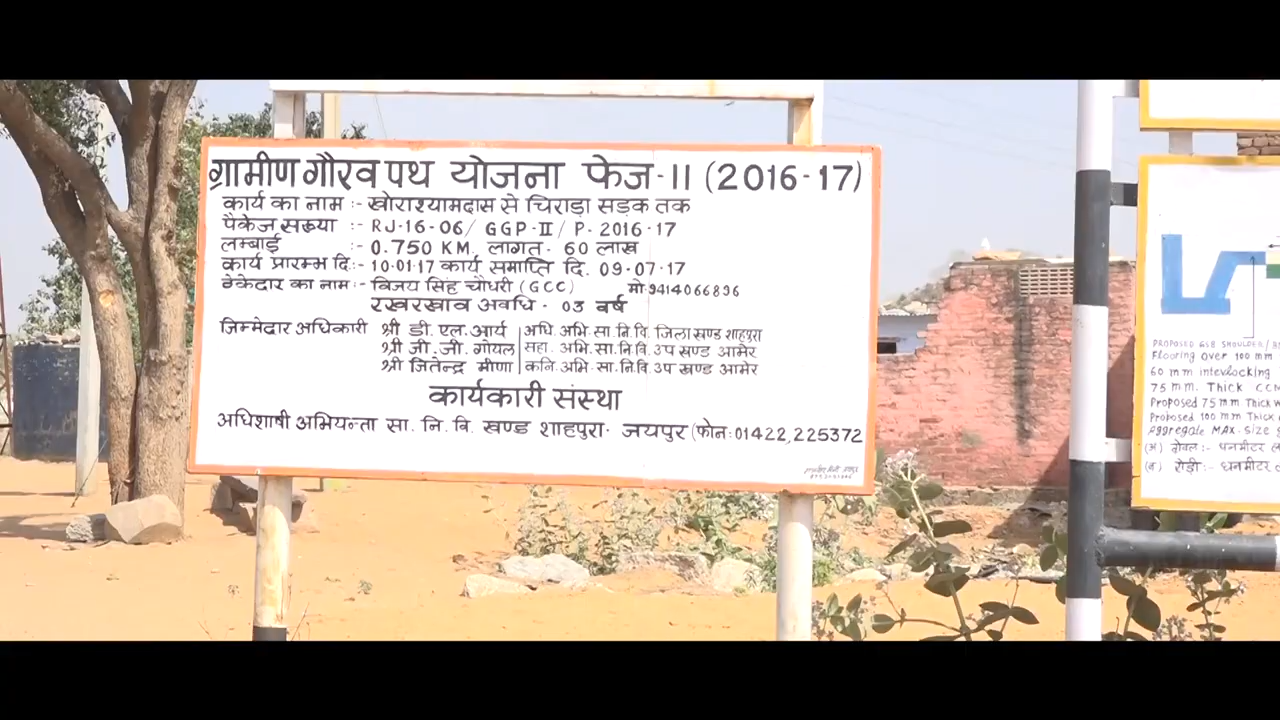 ग्रामीण गौरव पथ योजना फेज-II (2016-17)
कार्य का नाम :- खोराश्यामदास से चिराड़ा सड़क तक
पैकेज सख्या :- RJ-16-06/ GGP-II/ P- 2016-17
लम्बाई :- 0.750 KM, लागत- 60 लाख
कार्य प्रारम्भ दि:- 10-01-17 कार्य समाप्ति दि. 09-07-17
ठेकेदार का नाम:- विजय सिंह चौधरी (GCC) मो.9414066896
रखरखाव अवधि - 03 वर्ष
जिम्मेदार अधिकारी श्री डी. एल. आर्य अधि. अभि. सा. नि. वि. जिला खण्ड शाहपुरा
श्री जी. जी. गोयल सहा. अभि. सा. नि. वि. उप खण्ड आमेर
श्री जितेन्द्र मीणा कनि. अभि. सा. नि. वि. उप खण्ड आमेर
कार्यकारी संस्था
अधिशाषी अभियन्ता सा. नि. वि. खण्ड शाहपुरा- जयपुर (फोन:01422,225372
PROPOSED GSB SHOULDER/
Flooring over 100 mm
60 mm interlocking
75 mm. Thick CCM
Proposed 75 mm. Thick
Proposed 100 mm Thick
Aggregate MAX. Size
(अ) ग्रेवल :- घनमीटर
(ब) रोड़ी :- घनमीटर